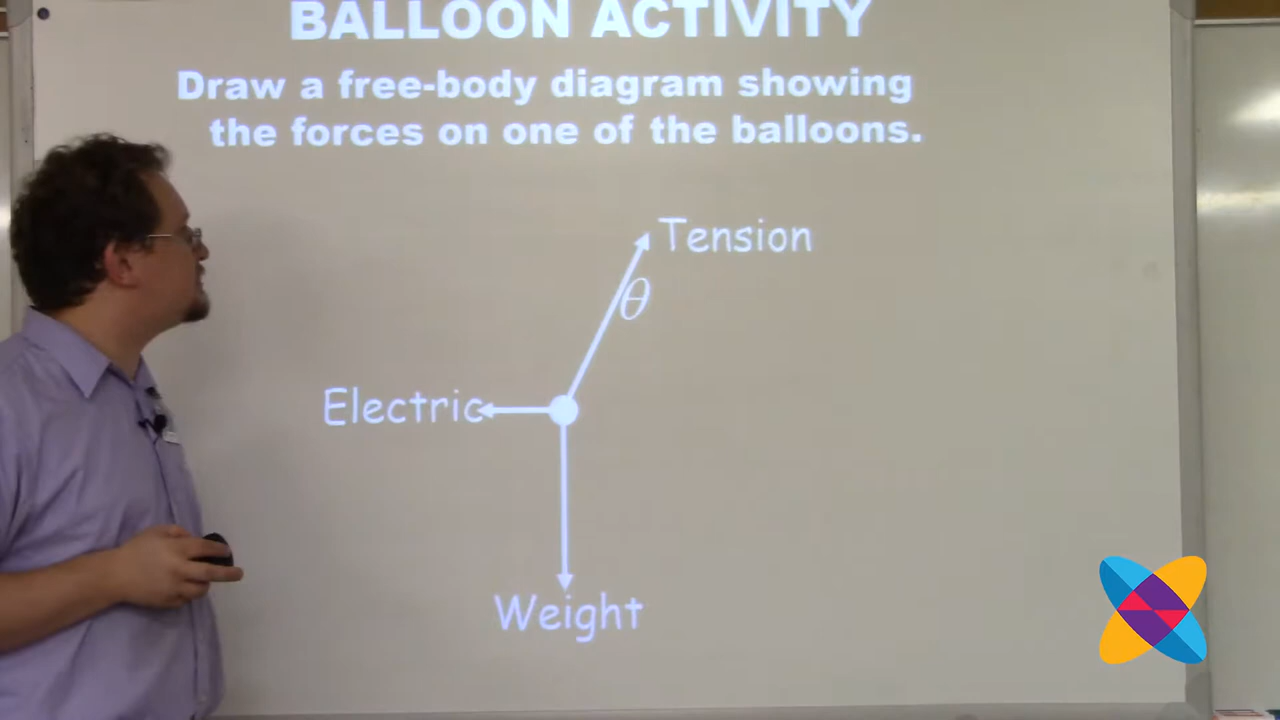 BALLOON ACTIVITY
Draw a free-body diagram showing
the forces on one of the balloons.
Tension
θ
Electric
Weight